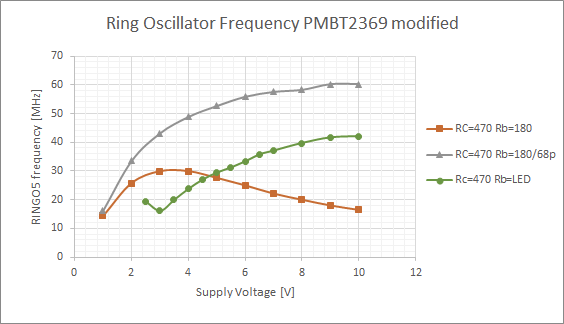 Ring Oscillator Frequency PMBT2369 modified
RINGO5 frequency [MHz]
70
60
50
40
30
20
10
0
0 2 4 6 8 10 12
Supply Voltage [V]
RC=470 Rb=180
RC=470 Rb=180/68p
Rc=470 Rb=LED